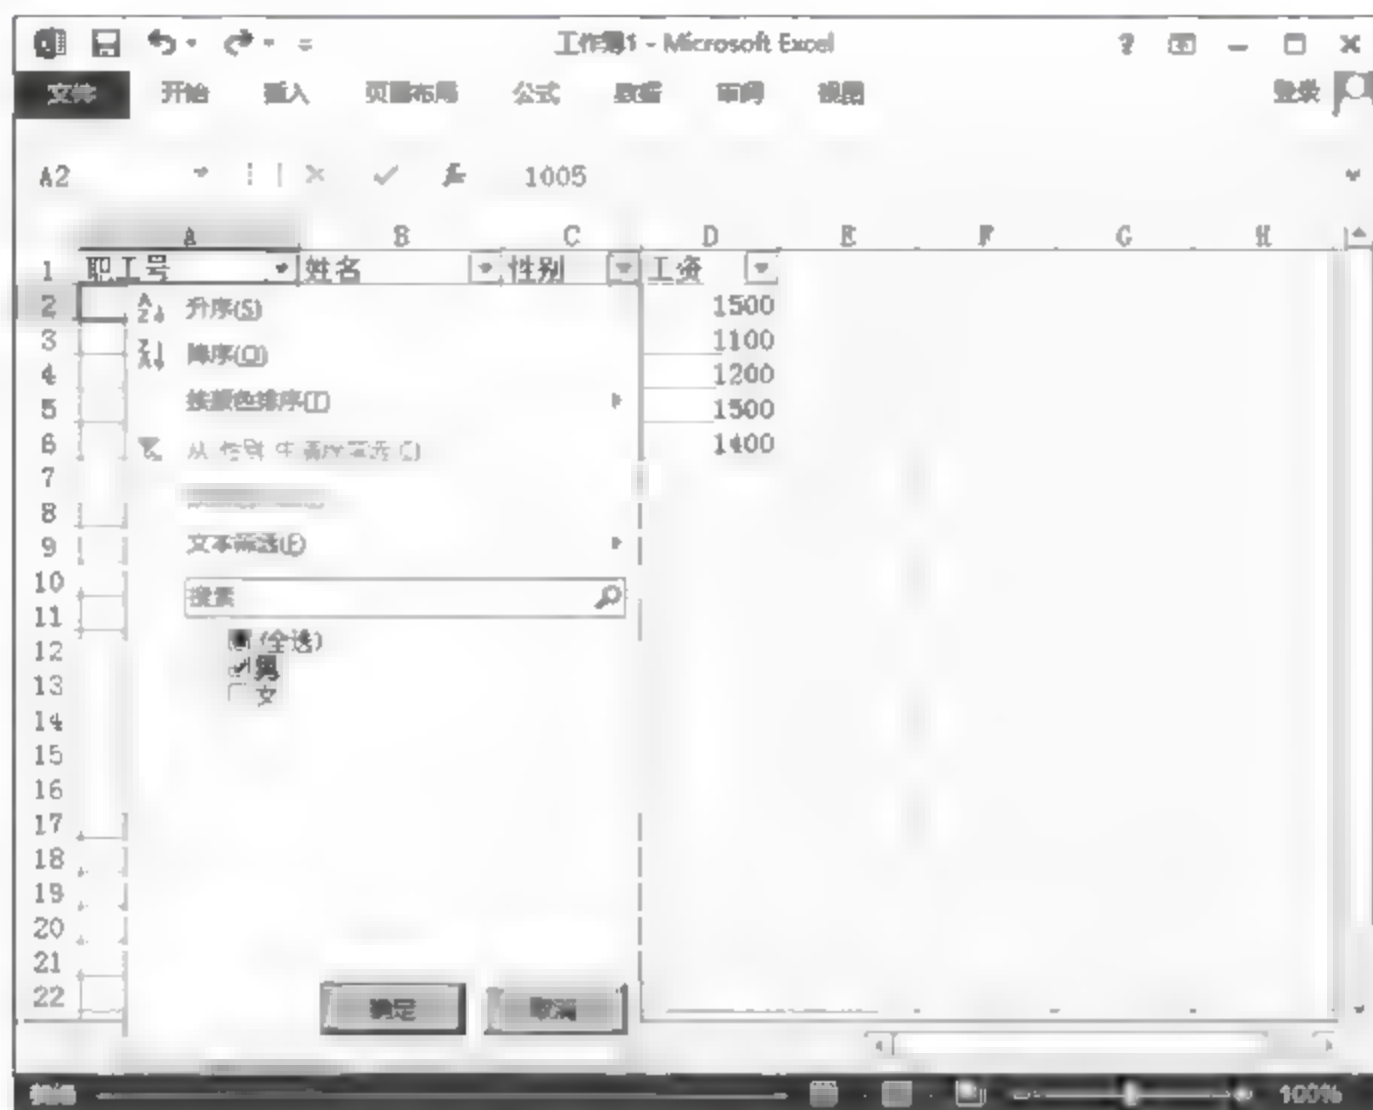 工作簿1 - Microsoft Excel
文件 开始 插入 页面布局 公式 数据 审阅 视图 登录
A2 1005
A B C D E F G H
1 职工号 姓名 性别 工资
2 升序(S) 1500
3 降序(O) 1100
4 1200
5 按颜色排序(T) 1500
6 1400
7
8
9 文本筛选(F)
10 搜索
11
12 (全选)
男
13 女
14
15
16
17
18
19
20
21
22 确定 取消
100%